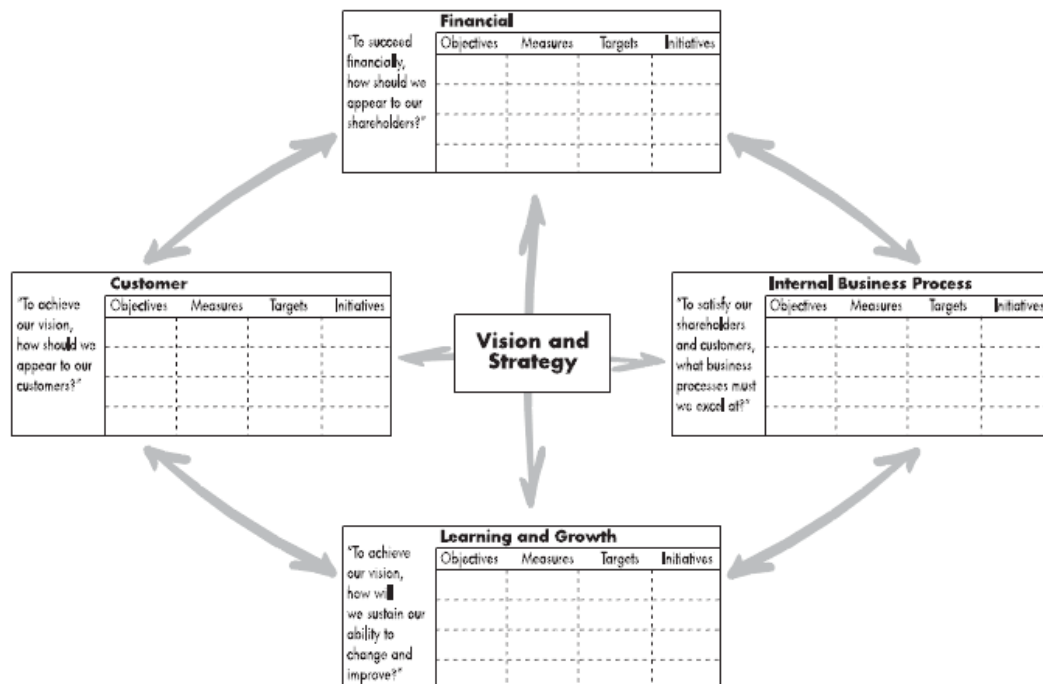 Financial
"To succeed
financially,
how should we
appear to our
shareholders?"
Objectives Measures Targets Initiatives
Customer
"To achieve
our vision,
how should we
appear to our
customers?"
Objectives Measures Targets Initiatives
Vision and
Strategy
Internal Business Process
"To satisfy our
shareholders
and customers,
what business
processes must
we excel at?"
Objectives Measures Targets Initiatives
Learning and Growth
"To achieve
our vision,
how will
we sustain our
ability to
change and
improve?"
Objectives Measures Targets Initiatives